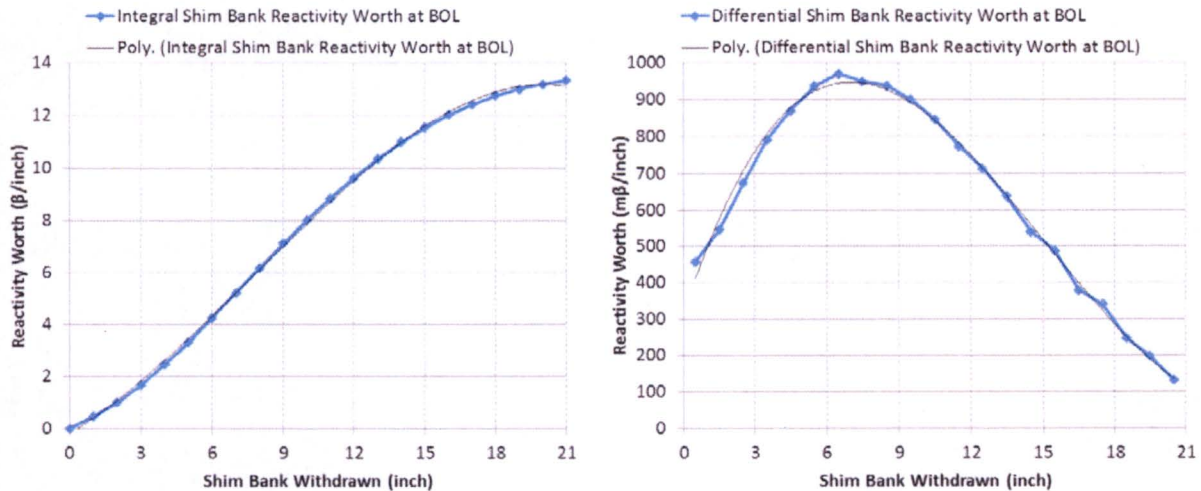 Integral Shim Bank Reactivity Worth at BOL
Poly. (Integral Shim Bank Reactivity Worth at BOL)
14
12
10
8
6
4
2
0
Reactivity Worth (β/inch)
0 3 6 9 12 15 18 21
Shim Bank Withdrawn (inch)
Differential Shim Bank Reactivity Worth at BOL
Poly. (Differential Shim Bank Reactivity Worth at BOL)
1000
900
800
700
600
500
400
300
200
100
000
Reactivity Worth (mβ/inch)
0 3 6 9 12 15 18 21
Shim Bank Withdrawn (inch)